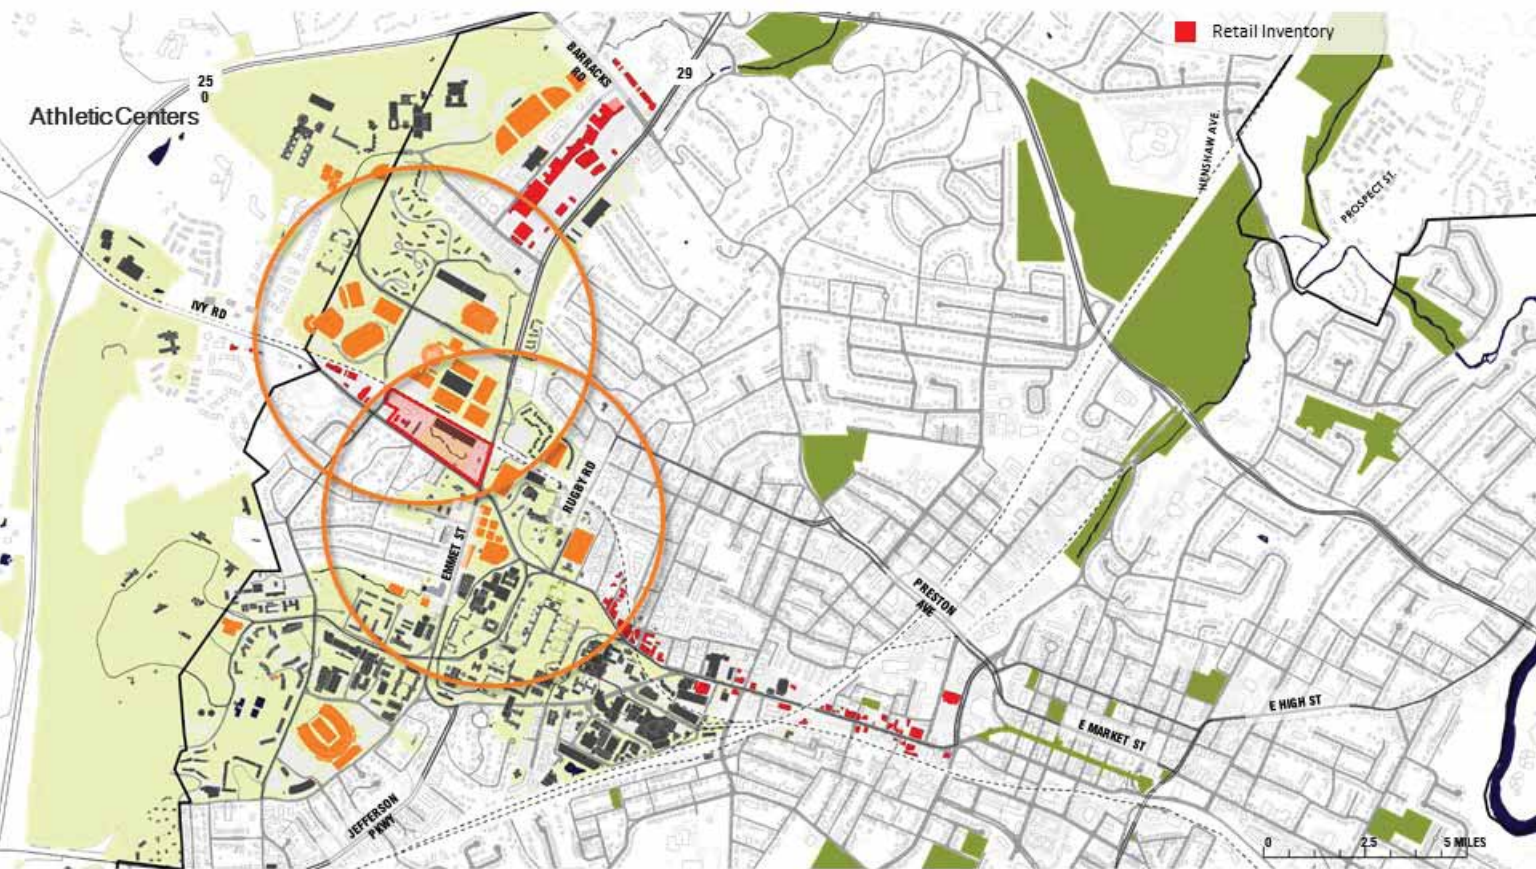 Retail Inventory
BARRACKS
RD
29
25
0
Athletic Centers
HENSHAW AVE.
PROSPECT ST.
IVY RD
RUGBY RD
EMMET ST
PRESTON
AVE
E HIGH ST
E MARKET ST
JEFFERSON
PKWY
0 2.5 5 MILES